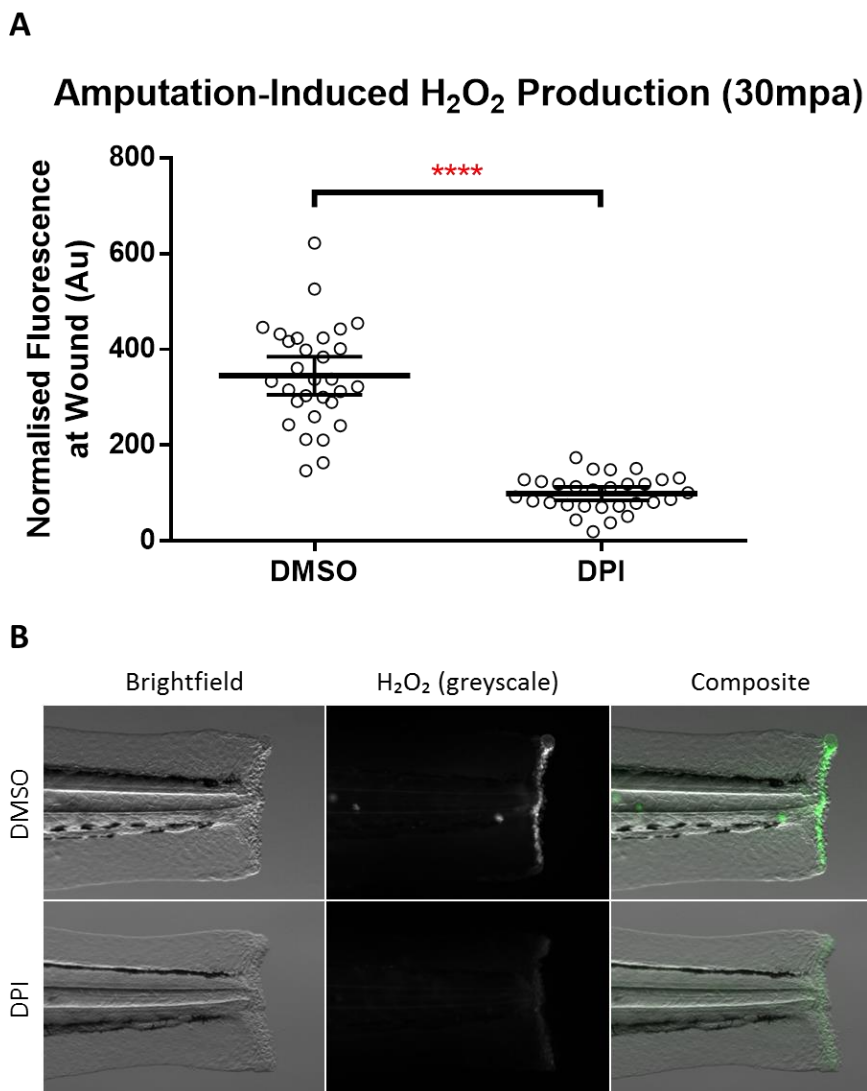 A
Amputation-Induced H₂O₂ Production (30mpa)
Normalised Fluorescence
at Wound (Au)
800
600
400
200
0
****
DMSO DPI
B
Brightfield H₂O₂ (greyscale) Composite
DMSO
DPI